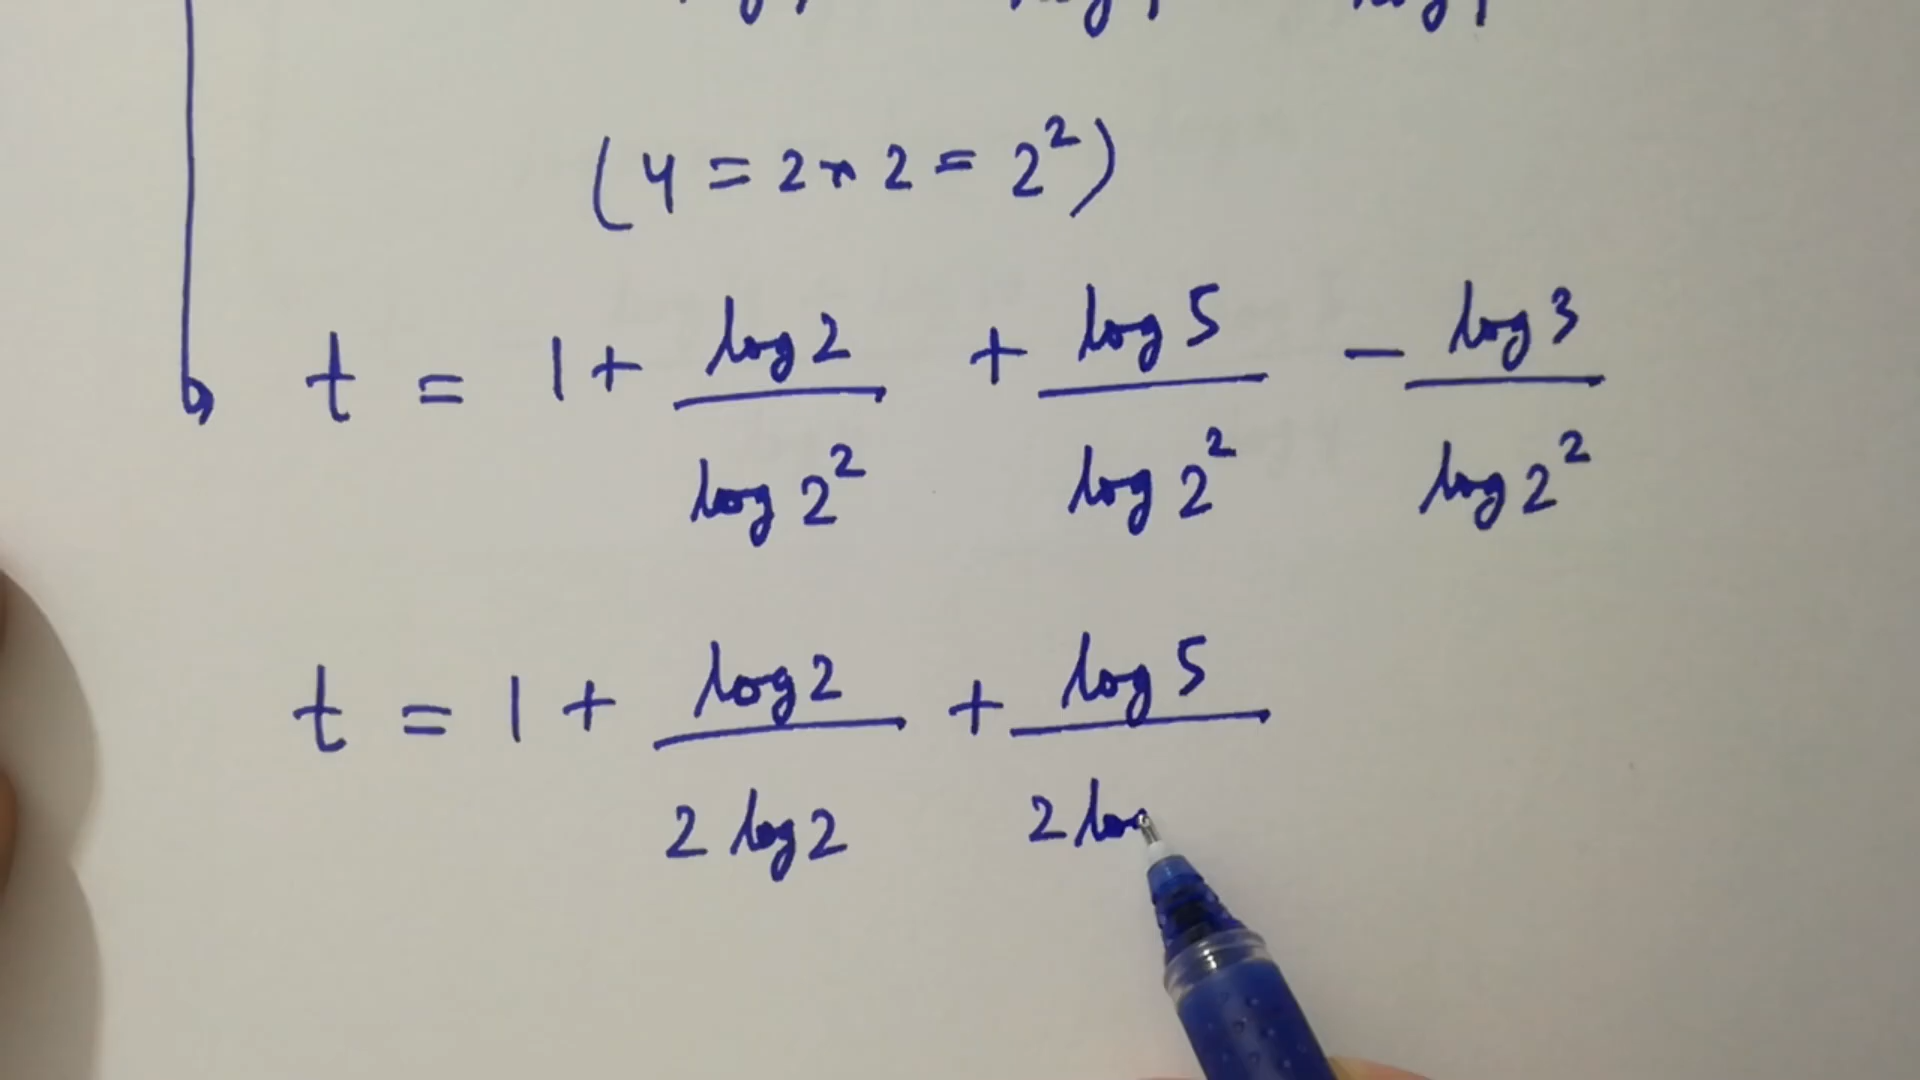 (4 = 2 × 2 = 2²)
t = 1 + log 2 / log 2² + log 5 / log 2² - log 3 / log 2²
t = 1 + log 2 / 2 log 2 + log 5 / 2 log